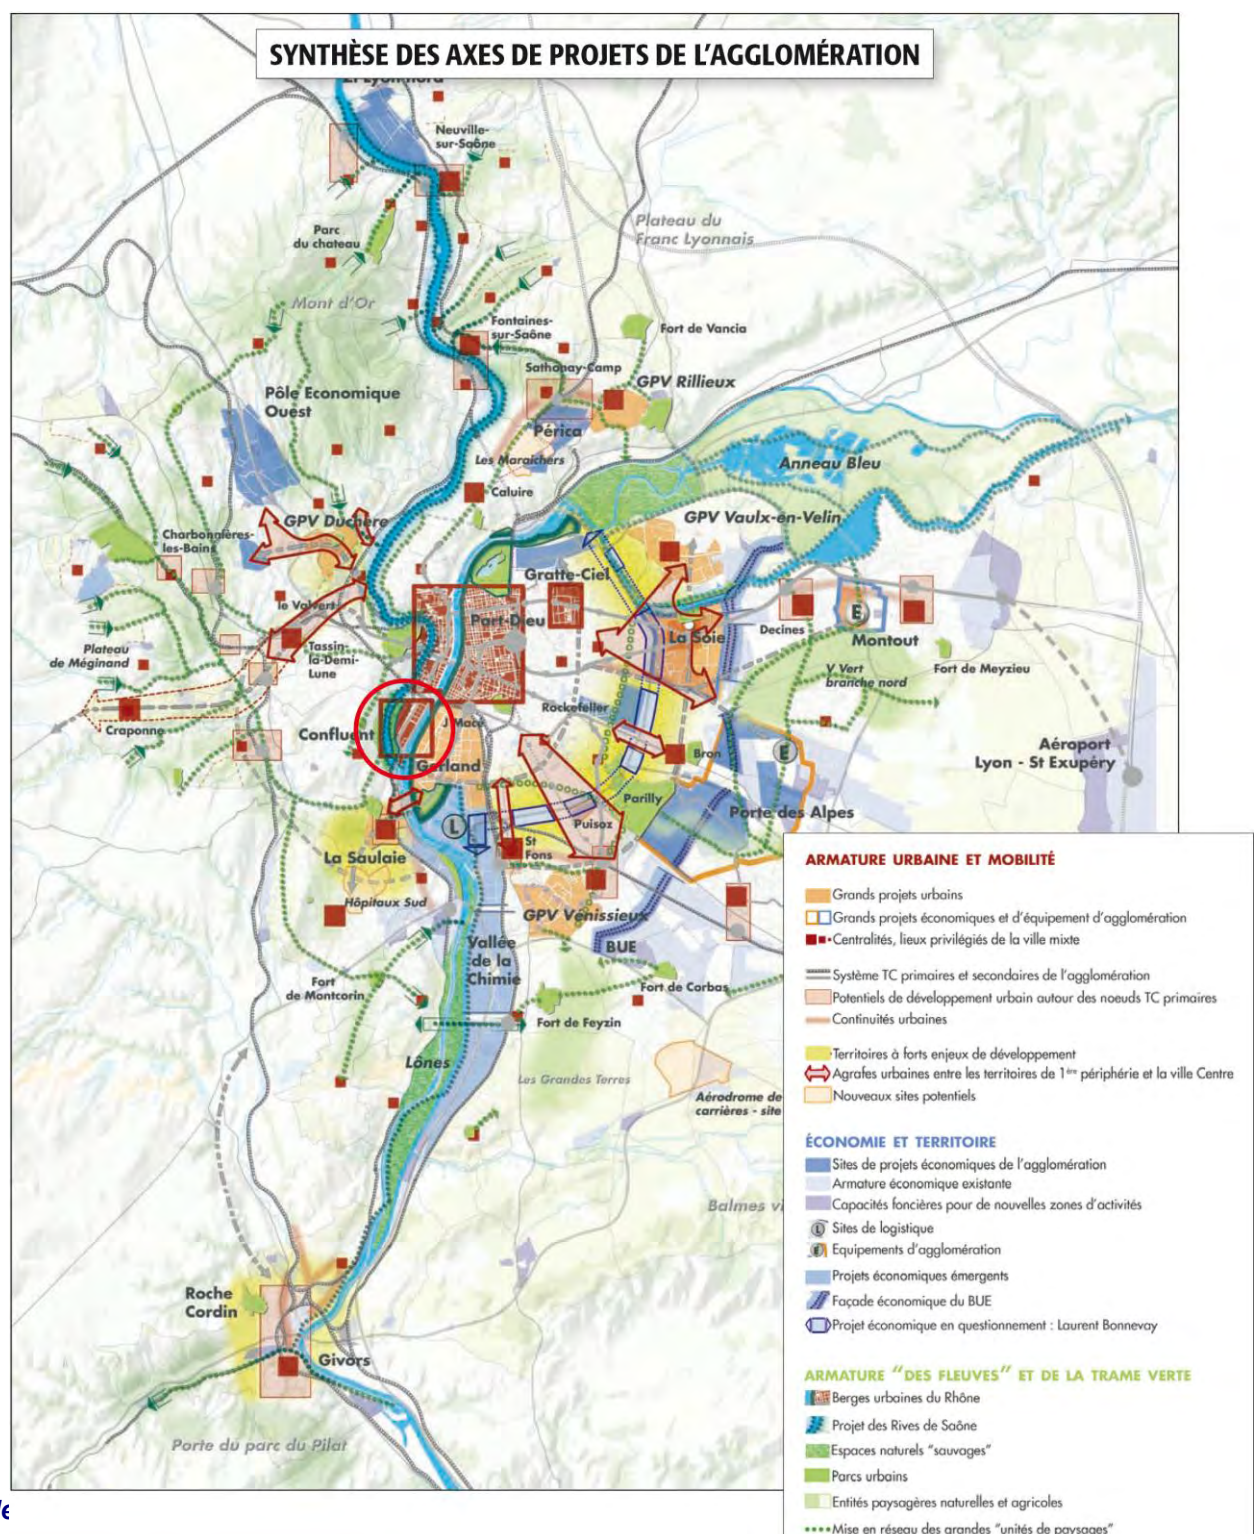 SYNTHÈSE DES AXES DE PROJETS DE L'AGGLOMÉRATION
ZI Lyon nord
Neuville-
sur-Saône
Parc
du chateau
Plateau du
Franc Lyonnais
Mont d'Or
Fontaines-
sur-Saône
Fort de Vancia
Sathonay-Camp
GPV Rillieux
Pôle Economique
Ouest
Périca
Les Maraichers
Anneau Bleu
Caluire
GPV Duchère
GPV Vaulx-en-Velin
Charbonnières-
les-Bains
Gratte-Ciel
le Valvert
Part-Dieu
La Soie
Decines
E
Montout
Plateau
de Méginand
Tassin-
la-Demi-
Lune
V Vert
branche nord
Fort de Meyzieu
Craponne
Confluent
J Macé
Rockefeller
Bron
E
Aéroport
Lyon - St Exupéry
Gerland
Parilly
Porte des Alpes
L
Puisoz
St
Fons
La Saulaie
Hôpitaux Sud
GPV Venissieux
Vallée
de la
Chimie
BUE
Fort
de Montcorin
Fort de Corbas
Fort de Feyzin
Lônes
Les Grandes Terres
Aérodrome de
carrières - site
Balmes vi
Roche
Cordin
Givors
Porte du parc du Pilat
ARMATURE URBAINE ET MOBILITÉ
Grands projets urbains
Grands projets économiques et d'équipement d'agglomération
Centralités, lieux privilégiés de la ville mixte
Système TC primaires et secondaires de l'agglomération
Potentiels de développement urbain autour des noeuds TC primaires
Continuités urbaines
Territoires à forts enjeux de développement
Agrafes urbaines entre les territoires de 1ère périphérie et la ville Centre
Nouveaux sites potentiels
ÉCONOMIE ET TERRITOIRE
Sites de projets économiques de l'agglomération
Armature économique existante
Capacités foncières pour de nouvelles zones d'activités
L Sites de logistique
E Equipements d'agglomération
Projets économiques émergents
Façade économique du BUE
Projet économique en questionnement : Laurent Bonnevay
ARMATURE "DES FLEUVES" ET DE LA TRAME VERTE
Berges urbaines du Rhône
Projet des Rives de Saône
Espaces naturels "sauvages"
Parcs urbains
Entités paysagères naturelles et agricoles
Mise en réseau des grandes "unités de paysages"